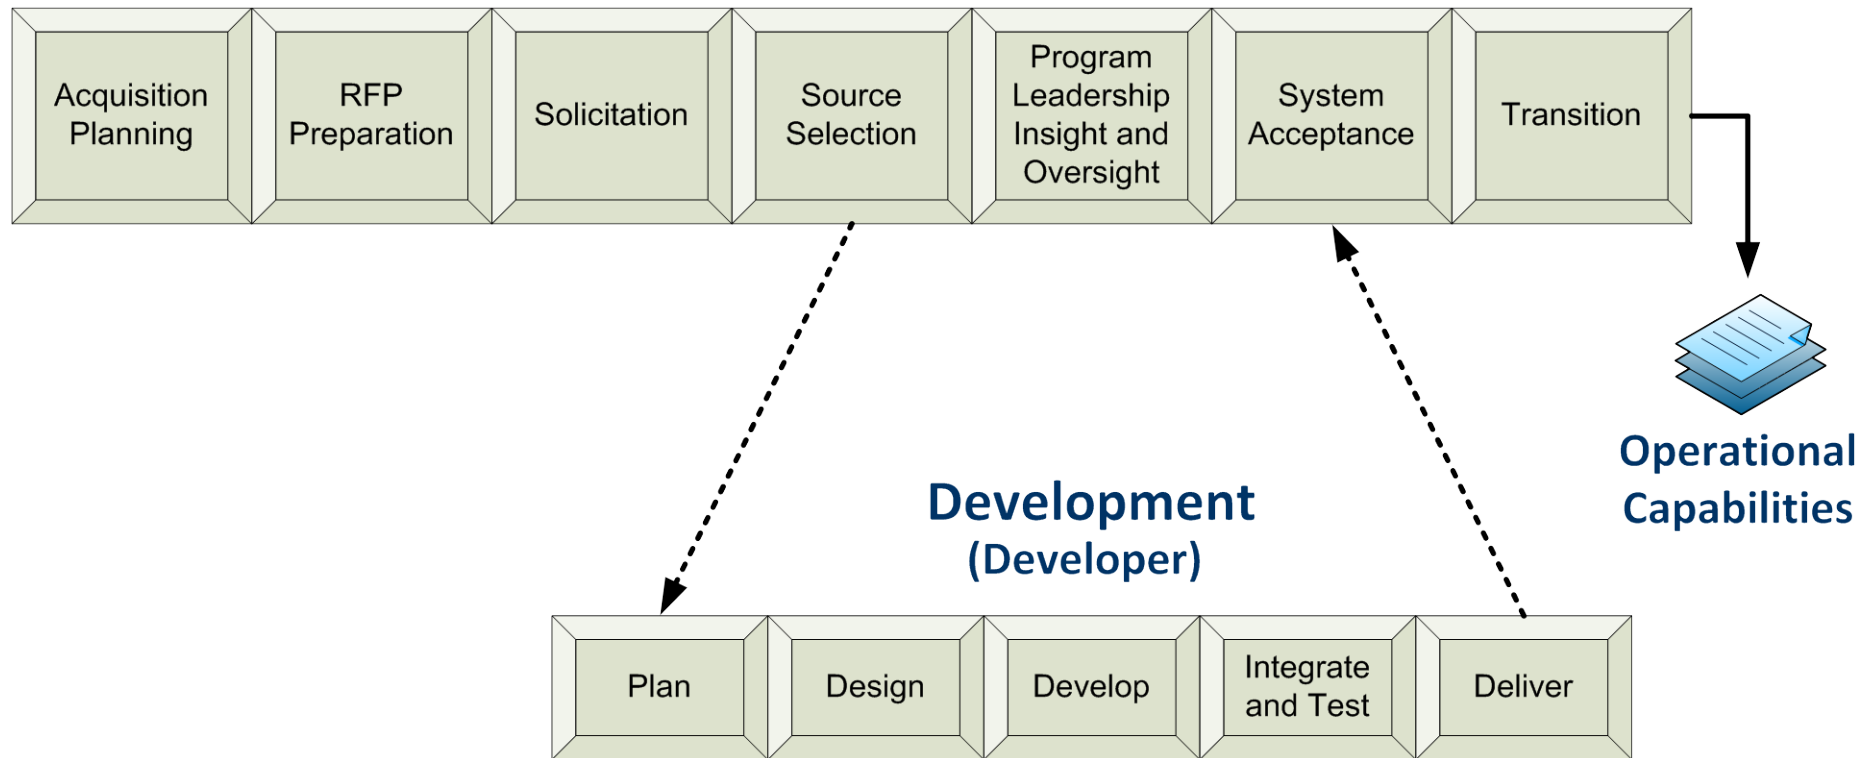 Acquisition
Planning
RFP
Preparation
Solicitation
Source
Selection
Program
Leadership
Insight and
Oversight
System
Acceptance
Transition
Operational
Capabilities
Development
(Developer)
Plan
Design
Develop
Integrate
and Test
Deliver